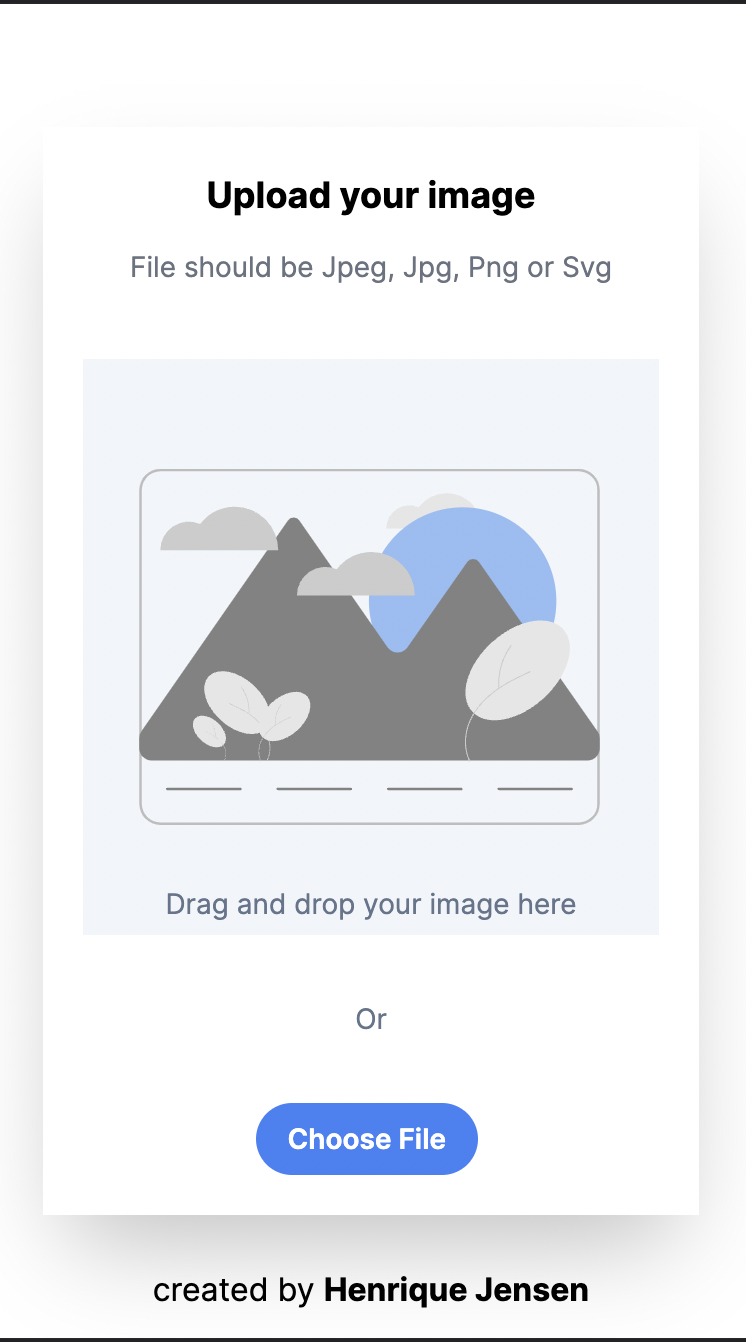 Upload your image
File should be Jpeg, Jpg, Png or Svg
Drag and drop your image here
Or
Choose File
created by Henrique Jensen